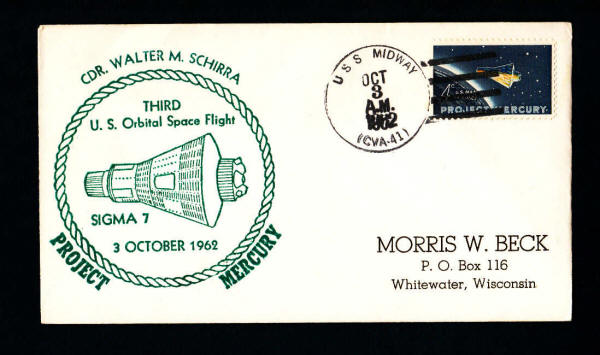 CDR. WALTER M. SCHIRRA
THIRD
U. S. Orbital Space Flight
SIGMA 7
3 OCTOBER 1962
PROJECT MERCURY
USS MIDWAY
OCT
3
A.M.
1962
(CVA-41)
PROJECT MERCURY
MORRIS W. BECK
P. O. Box 116
Whitewater, Wisconsin